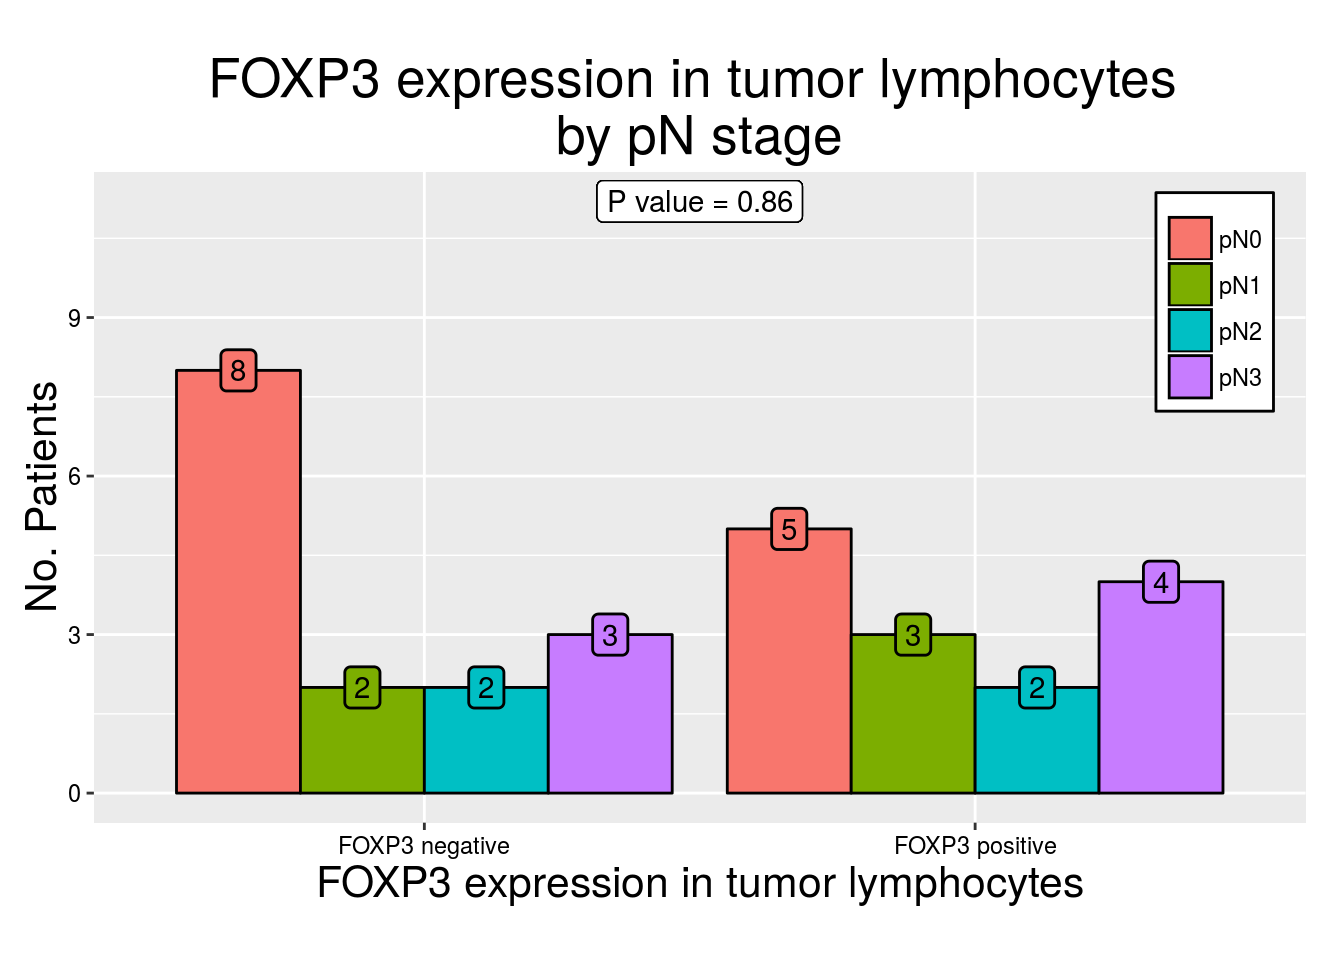 FOXP3 expression in tumor lymphocytes
by pN stage
P value = 0.86
pN0
pN1
pN2
pN3
No. Patients
9
6
3
0
8
2
2
3
5
3
2
4
FOXP3 negative
FOXP3 positive
FOXP3 expression in tumor lymphocytes